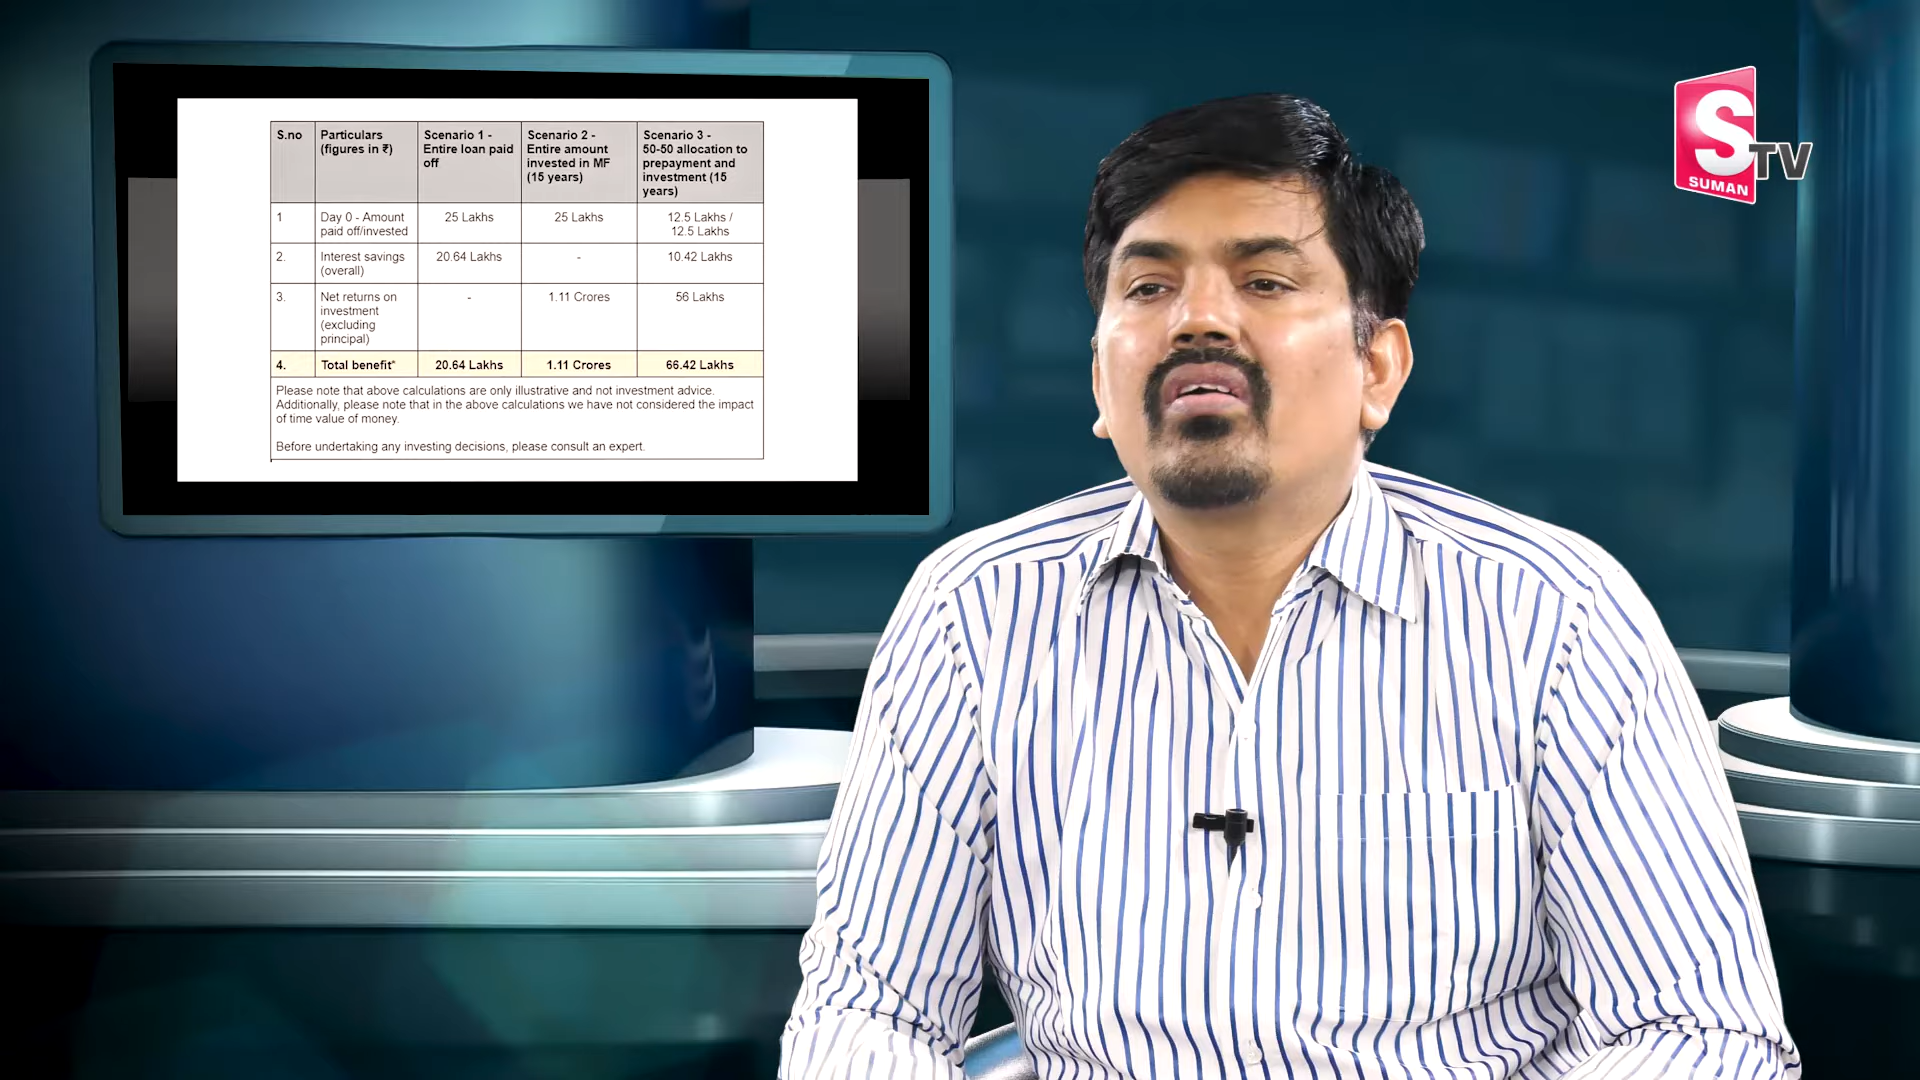 S.no
Particulars
(figures in ₹)
Scenario 1 -
Entire loan paid
off
Scenario 2 -
Entire amount
invested in MF
(15 years)
Scenario 3 -
50-50 allocation to
prepayment and
investment (15
years)
1
Day 0 - Amount
paid off/invested
25 Lakhs
25 Lakhs
12.5 Lakhs /
12.5 Lakhs
2.
Interest savings
(overall)
20.64 Lakhs
-
10.42 Lakhs
3.
Net returns on
investment
(excluding
principal)
-
1.11 Crores
56 Lakhs
4.
Total benefit*
20.64 Lakhs
1.11 Crores
66.42 Lakhs
Please note that above calculations are only illustrative and not investment advice.
Additionally, please note that in the above calculations we have not considered the impact
of time value of money.
Before undertaking any investing decisions, please consult an expert.
S
TV
SUMAN